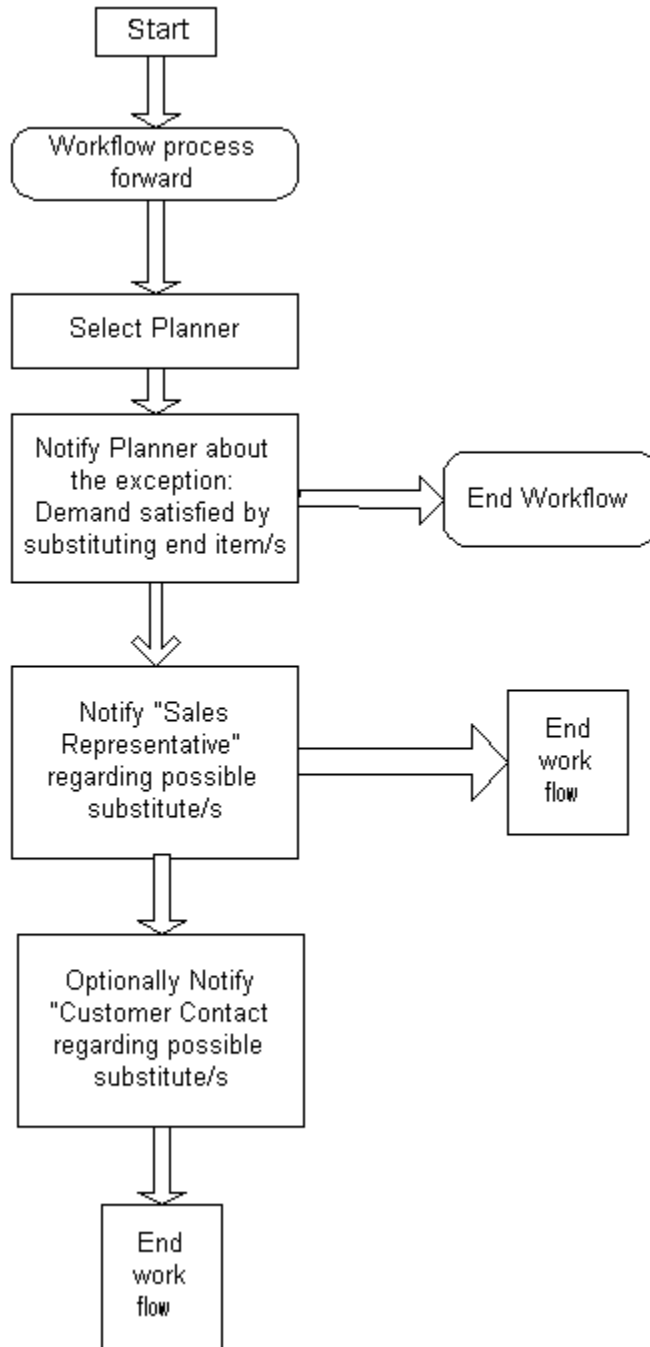 Start
Workflow process
forward
Select Planner
Notify Planner about
the exception:
Demand satisfied by
substituting end item/s
End Workflow
Notify "Sales
Representative"
regarding possible
substitute/s
End
work
flow
Optionally Notify
"Customer Contact
regarding possible
substitute/s
End
work
flow